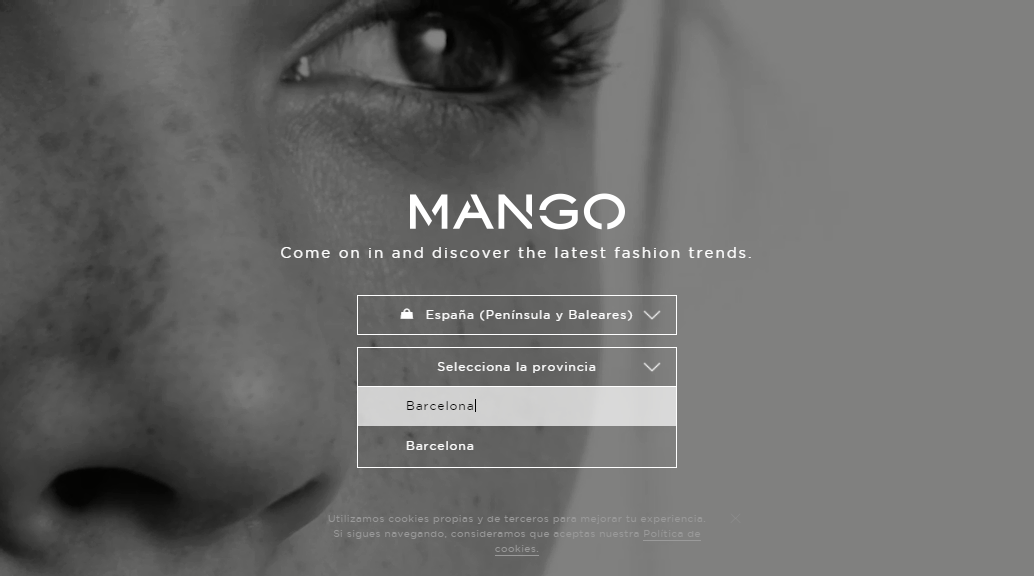 MANGO
Come on in and discover the latest fashion trends.
España (Península y Baleares)
Selecciona la provincia
Barcelona
Barcelona
Utilizamos cookies propias y de terceros para mejorar tu experiencia.
Si sigues navegando, consideramos que aceptas nuestra Política de
cookies.